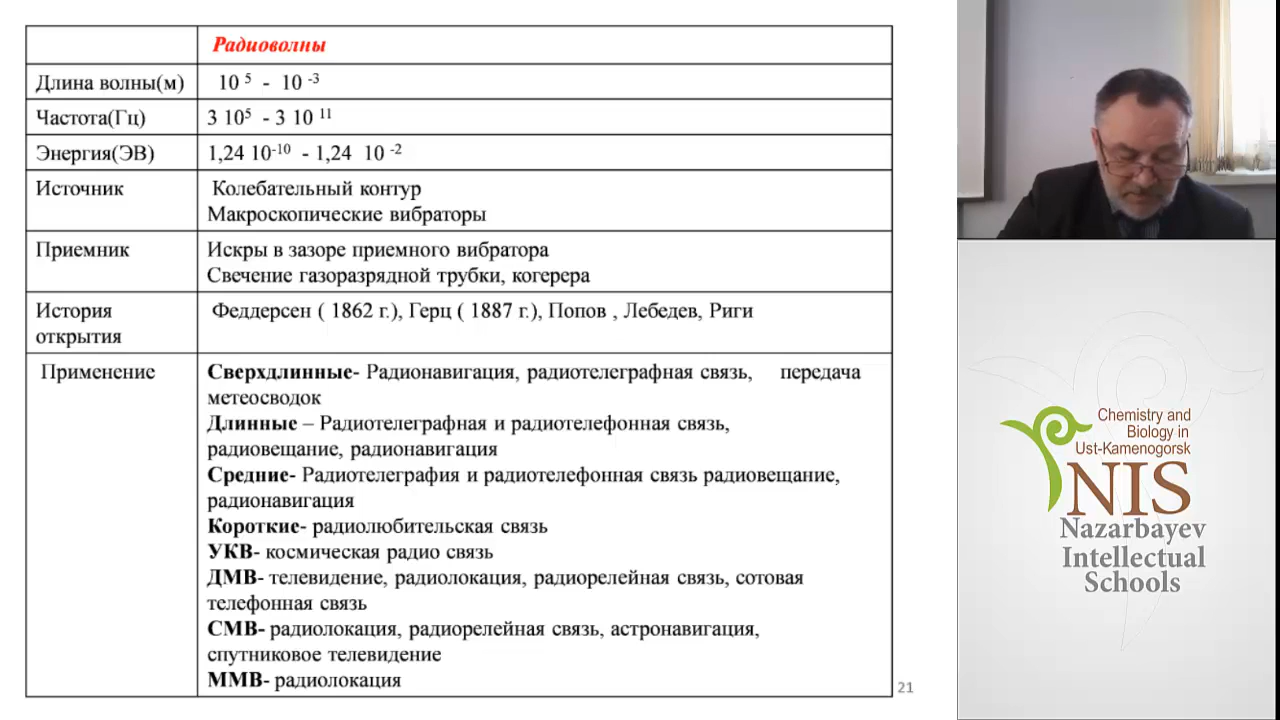 Радиоволны
Длина волны(м) 10 5 - 10 -3
Частота(Гц) 3 105 - 3 10 11
Энергия(ЭВ) 1,24 10-10 - 1,24 10 -2
Источник Колебательный контур
Макроскопические вибраторы
Приемник Искры в зазоре приемного вибратора
Свечение газоразрядной трубки, когерера
История Феддерсен ( 1862 г.), Герц ( 1887 г.), Попов , Лебедев, Риги
открытия
Применение Сверхдлинные- Радионавигация, радиотелеграфная связь, передача
метеосводок
Длинные – Радиотелеграфная и радиотелефонная связь,
радиовещание, радионавигация
Средние- Радиотелеграфия и радиотелефонная связь радиовещание,
радионавигация
Короткие- радиолюбительская связь
УКВ- космическая радио связь
ДМВ- телевидение, радиолокация, радиорелейная связь, сотовая
телефонная связь
СМВ- радиолокация, радиорелейная связь, астронавигация,
спутниковое телевидение
ММВ- радиолокация
21
Chemistry and
Biology in
Ust-Kamenogorsk
NIS
Nazarbayev
Intellectual
Schools